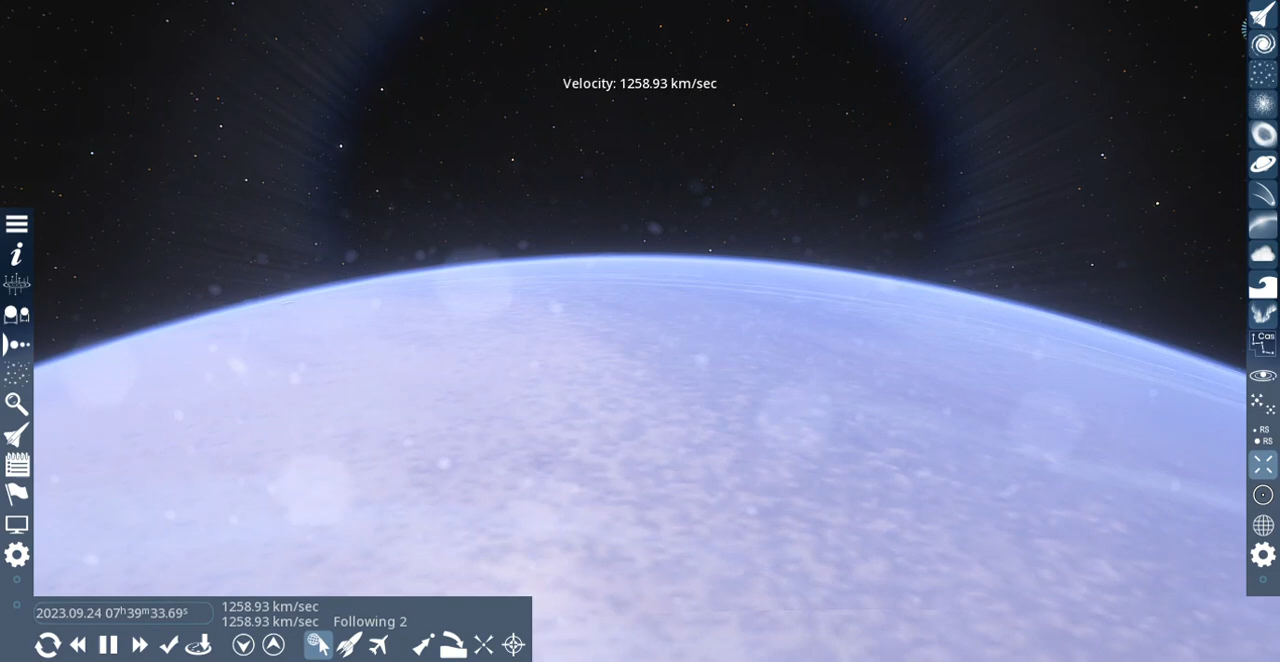 Velocity: 1258.93 km/sec
Cas
RS
RS
2023.09.24 07ʰ39ᵐ33.69ˢ
1258.93 km/sec
1258.93 km/sec Following 2